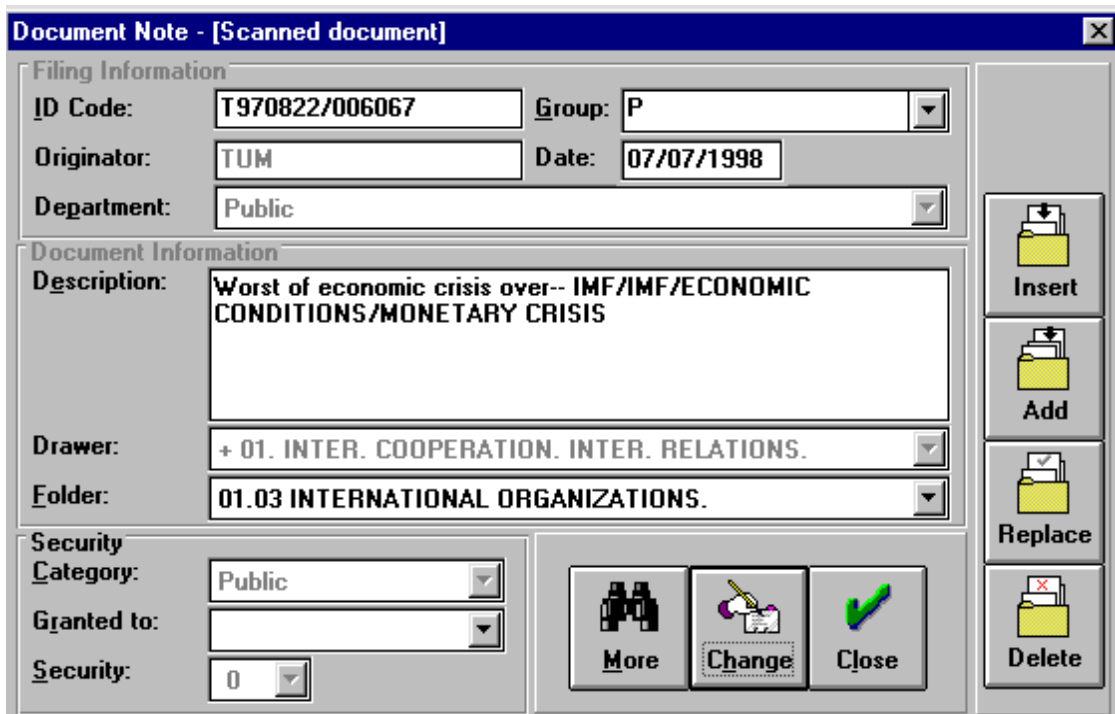 Document Note - [Scanned document]
Filing Information
ID Code: T970822/006067 Group: P
Originator: TUM Date: 07/07/1998
Department: Public
Document Information
Description: Worst of economic crisis over-- IMF/IMF/ECONOMIC
CONDITIONS/MONETARY CRISIS
Drawer: + 01. INTER. COOPERATION. INTER. RELATIONS.
Folder: 01.03 INTERNATIONAL ORGANIZATIONS.
Security
Category: Public
Granted to:
Security: 0
More Change Close
Insert
Add
Replace
Delete